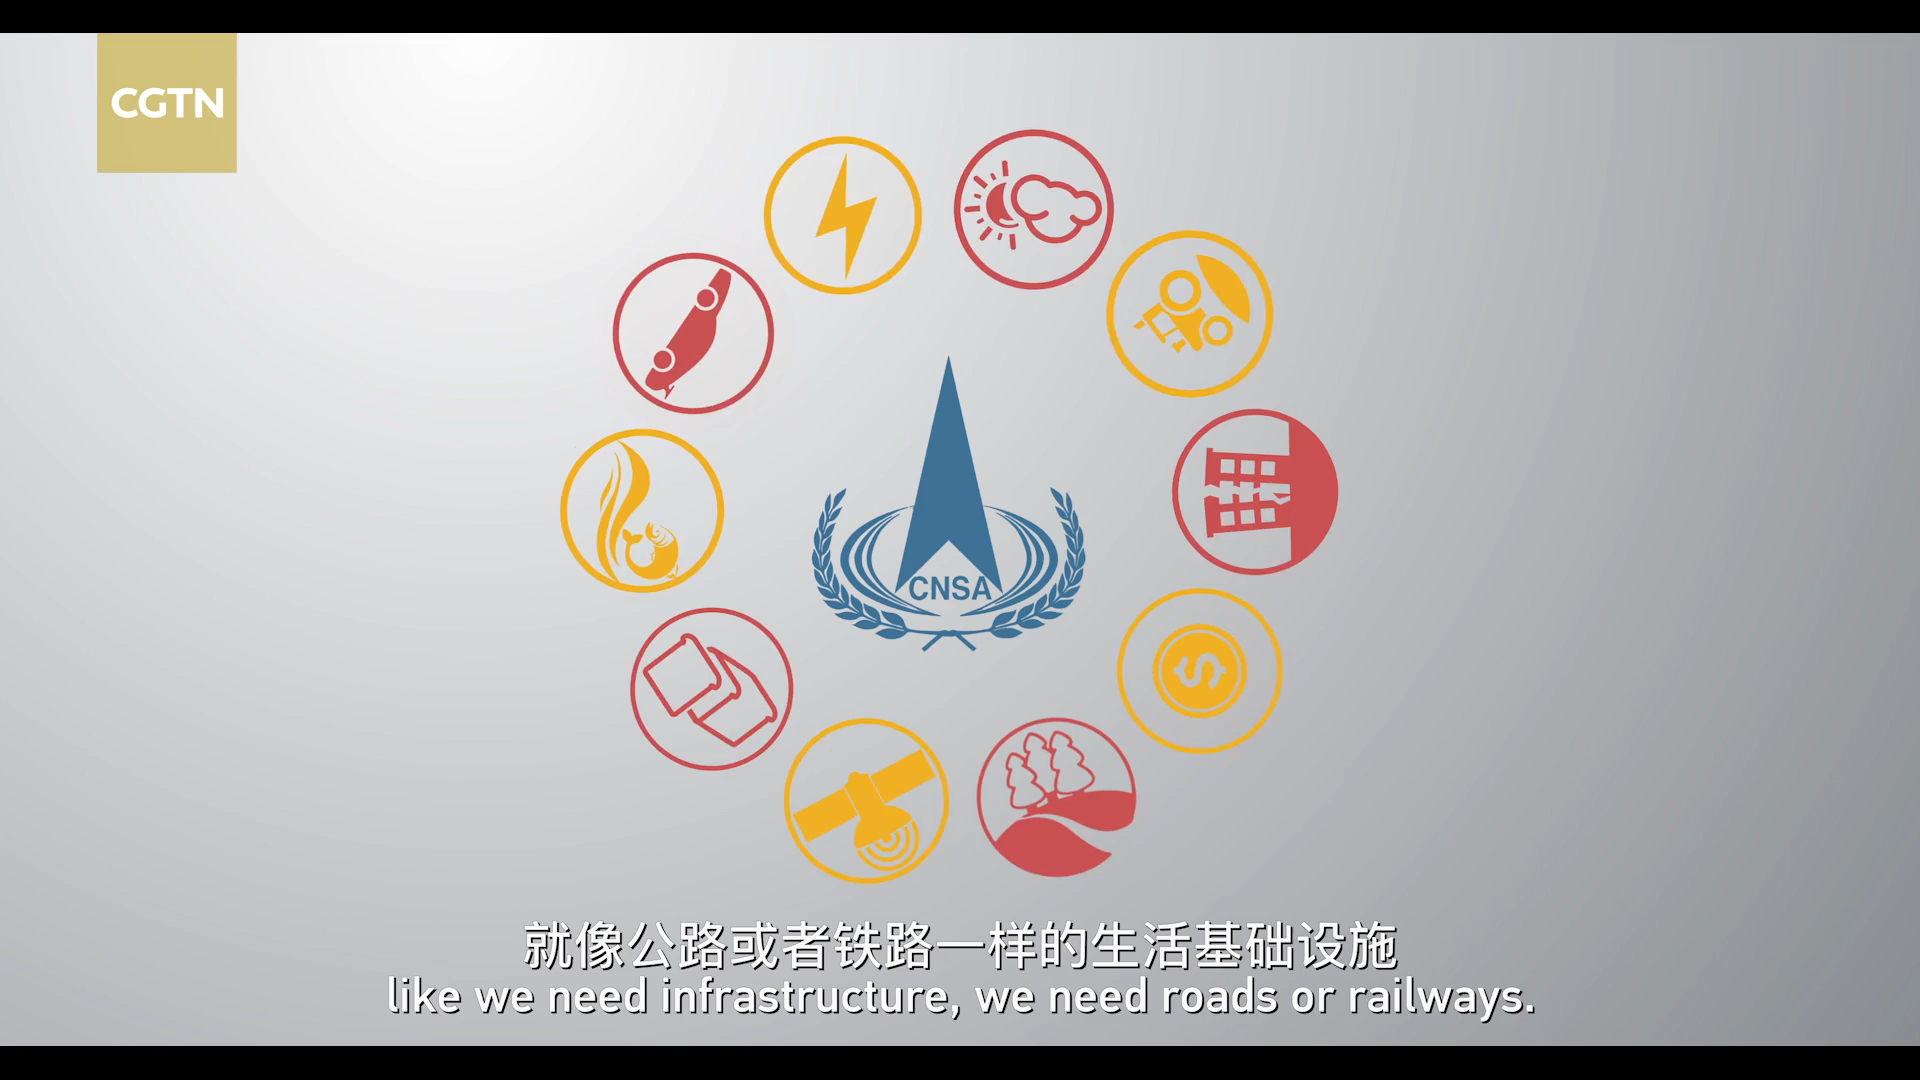 CGTN
CNSA
$
就像公路或者铁路一样的生活基础设施
like we need infrastructure, we need roads or railways.